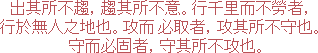 出其所不趨，趨其所不意。行千里而不勞者，
行於無人之地也。攻而必取者，攻其所不守也。
守而必固者，守其所不攻也。